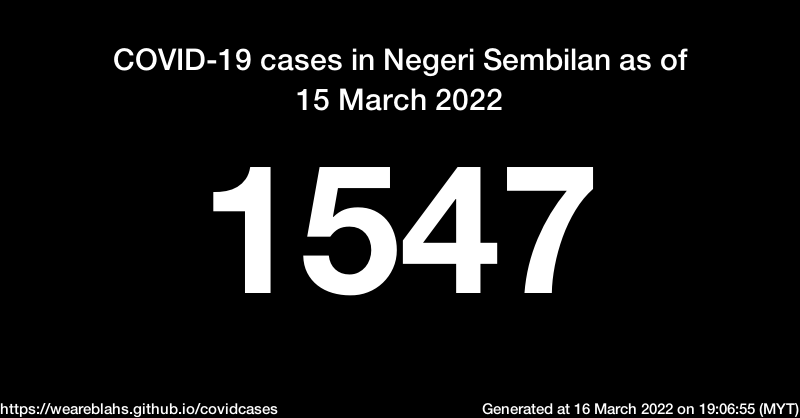 COVID-19 cases in Negeri Sembilan as of
15 March 2022
1547
https://weareblahs.github.io/covidcases
Generated at 16 March 2022 on 19:06:55 (MYT)